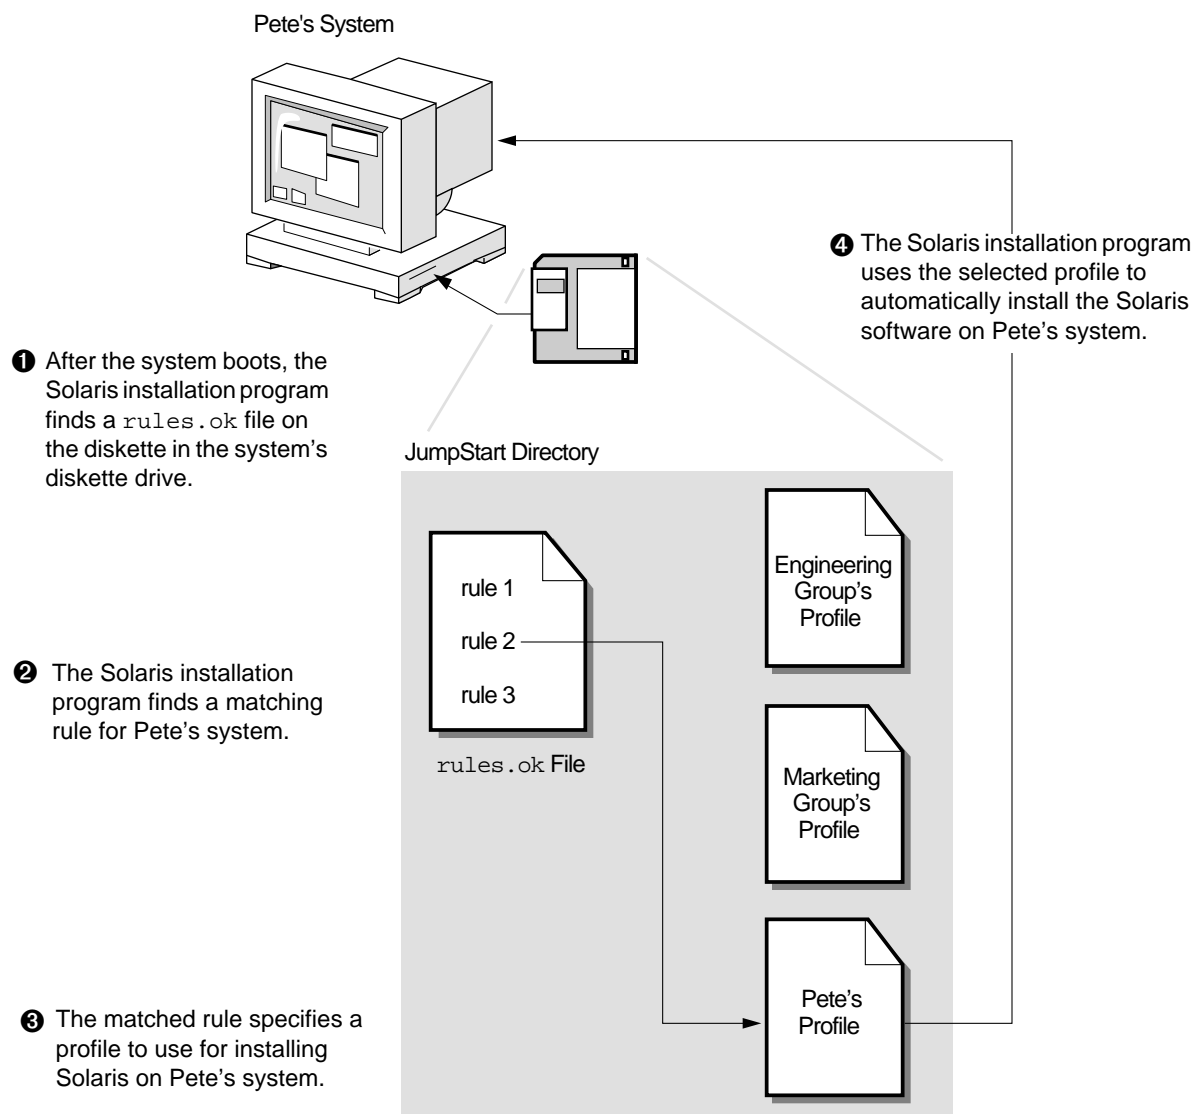 Pete's System
❶ After the system boots, the
Solaris installation program
finds a rules.ok file on
the diskette in the system’s
diskette drive.
❹ The Solaris installation program
uses the selected profile to
automatically install the Solaris
software on Pete’s system.
JumpStart Directory
rule 1
rule 2
rule 3
rules.ok File
Engineering
Group’s
Profile
❷ The Solaris installation
program finds a matching
rule for Pete’s system.
Marketing
Group’s
Profile
❸ The matched rule specifies a
profile to use for installing
Solaris on Pete’s system.
Pete’s
Profile